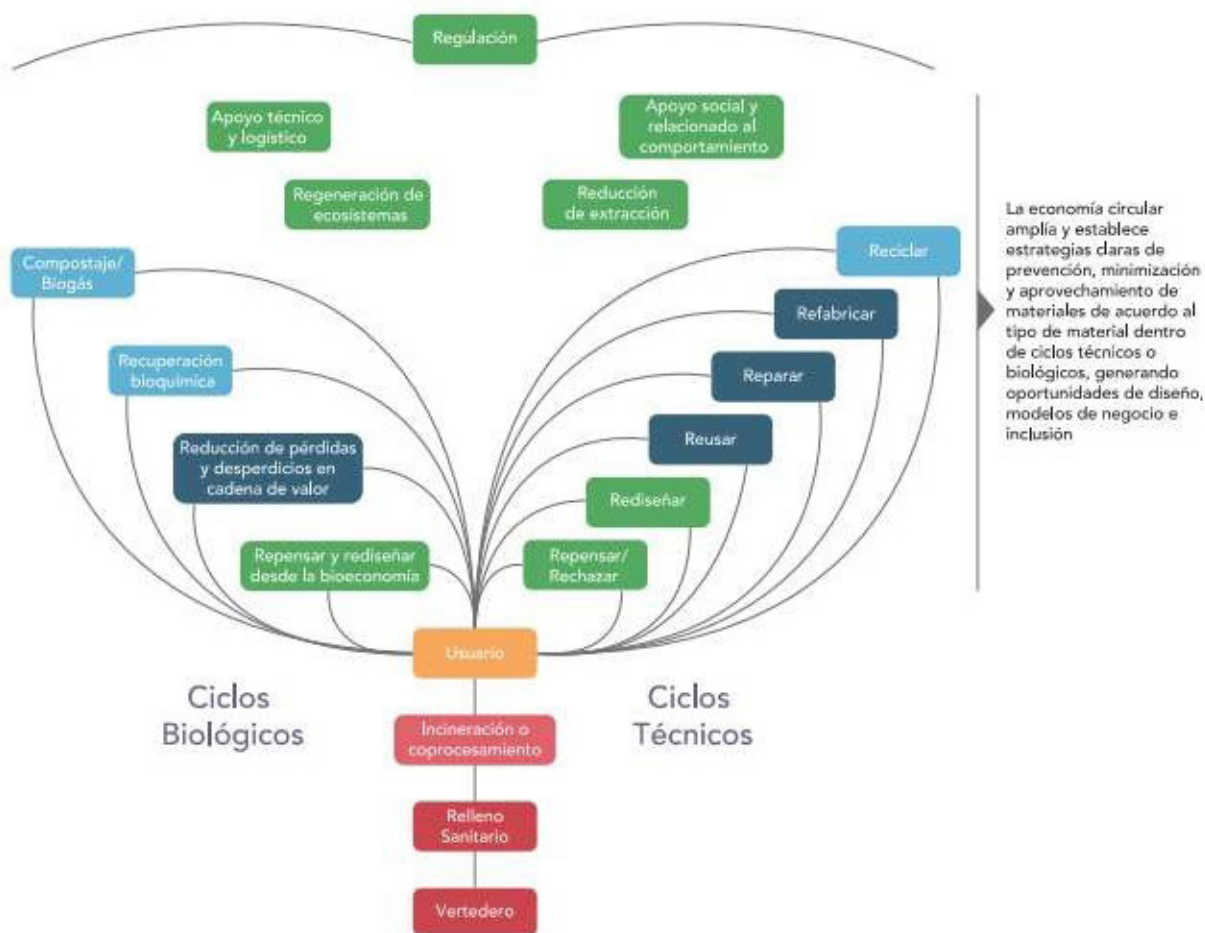 Regulación
Apoyo técnico
y logístico
Apoyo social y
relacionado al
comportamiento
Regeneración de
ecosistemas
Reducción
de extracción
Compostaje/
Biogás
Reciclar
Refabricar
Recuperación
bioquímica
Reparar
Reducción de pérdidas
y desperdicios en
cadena de valor
Reusar
Rediseñar
Repensar y rediseñar
desde la bioeconomía
Repensar/
Rechazar
Usuario
Ciclos
Biológicos
Ciclos
Técnicos
Incineración o
coprocesamiento
Relleno
Sanitario
Vertedero
La economía circular
amplía y establece
estrategias claras de
prevención, minimización
y aprovechamiento de
materiales de acuerdo al
tipo de material dentro
de ciclos técnicos o
biológicos, generando
oportunidades de diseño,
modelos de negocio e
inclusión